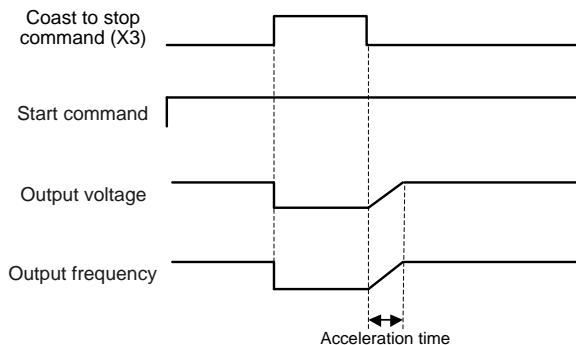 Coast to stop
command (X3)
Start command
Output voltage
Output frequency
Acceleration time